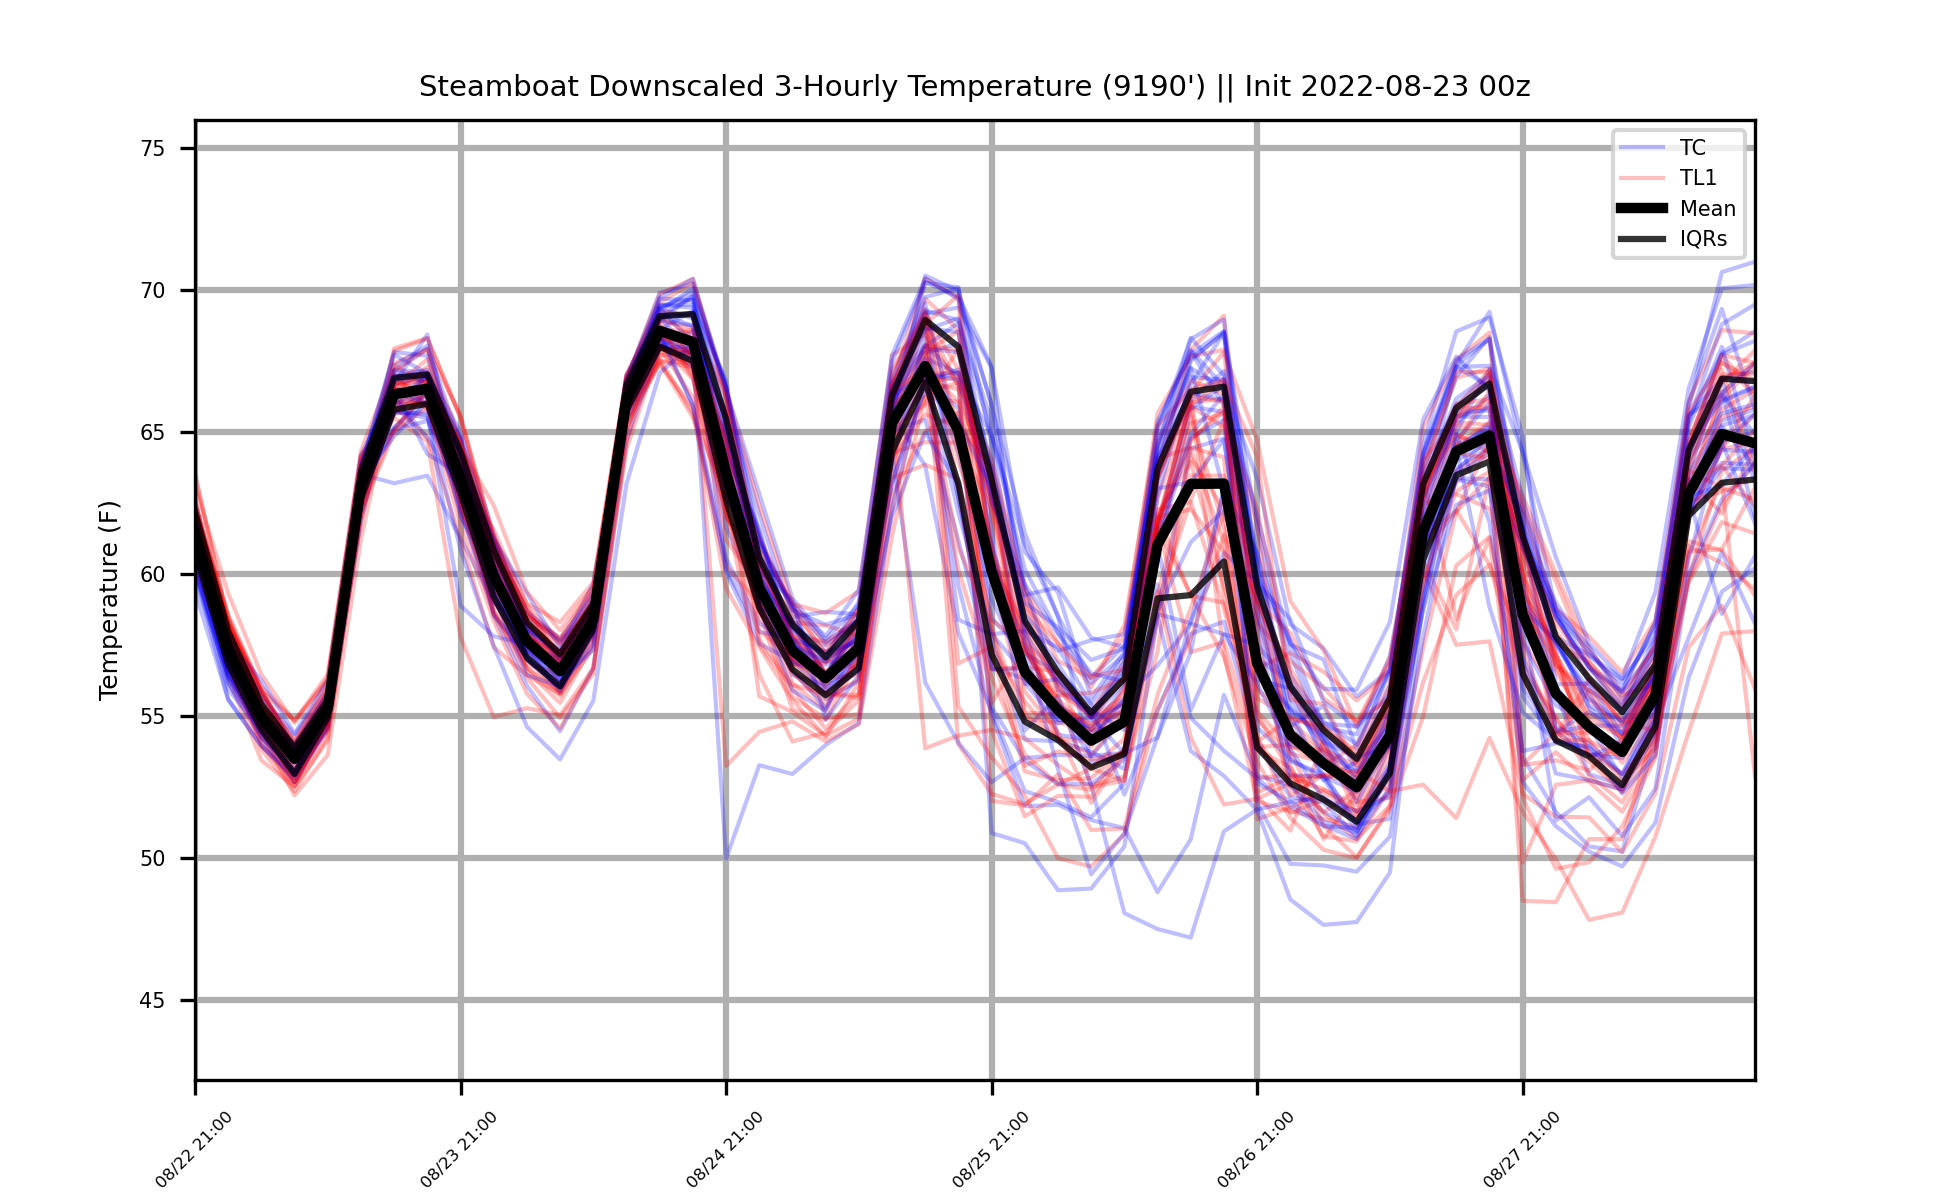 Steamboat Downscaled 3-Hourly Temperature (9190') || Init 2022-08-23 00z
TC
TL1
Mean
IQRs
Temperature (F)
75
70
65
60
55
50
45
08/22 21:00
08/23 21:00
08/24 21:00
08/25 21:00
08/26 21:00
08/27 21:00